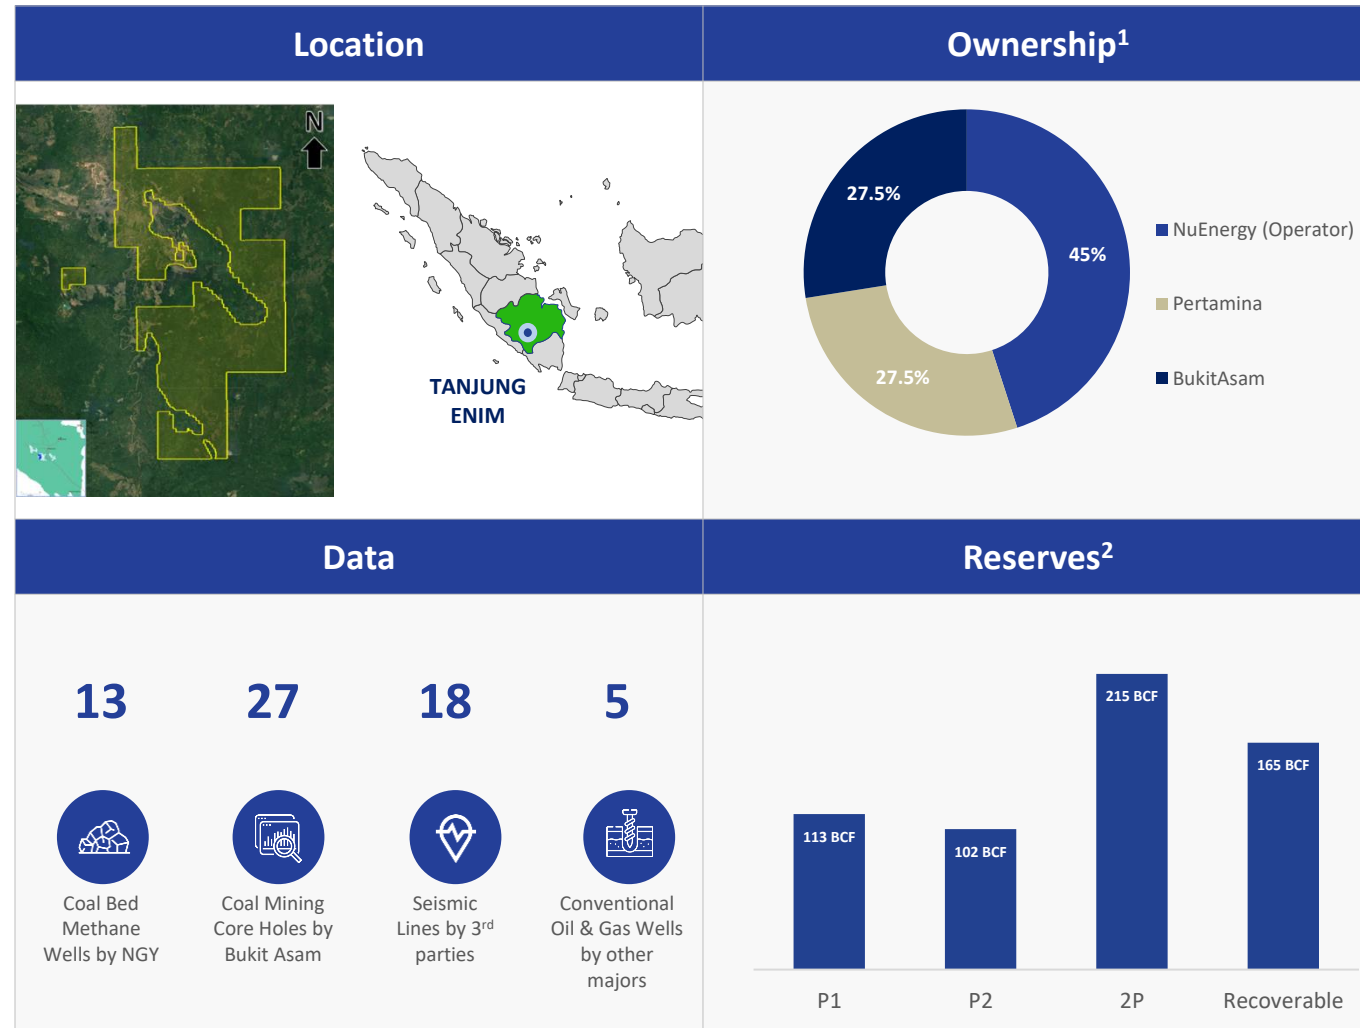 Location
Ownership¹
N
TANJUNG
ENIM
27.5%
45%
27.5%
NuEnergy (Operator)
Pertamina
BukitAsam
Data
Reserves²
13
27
18
5
Coal Bed
Methane
Wells by NGY
Coal Mining
Core Holes by
Bukit Asam
Seismic
Lines by 3rd
parties
Conventional
Oil & Gas Wells
by other
majors
113 BCF
102 BCF
215 BCF
165 BCF
P1
P2
2P
Recoverable